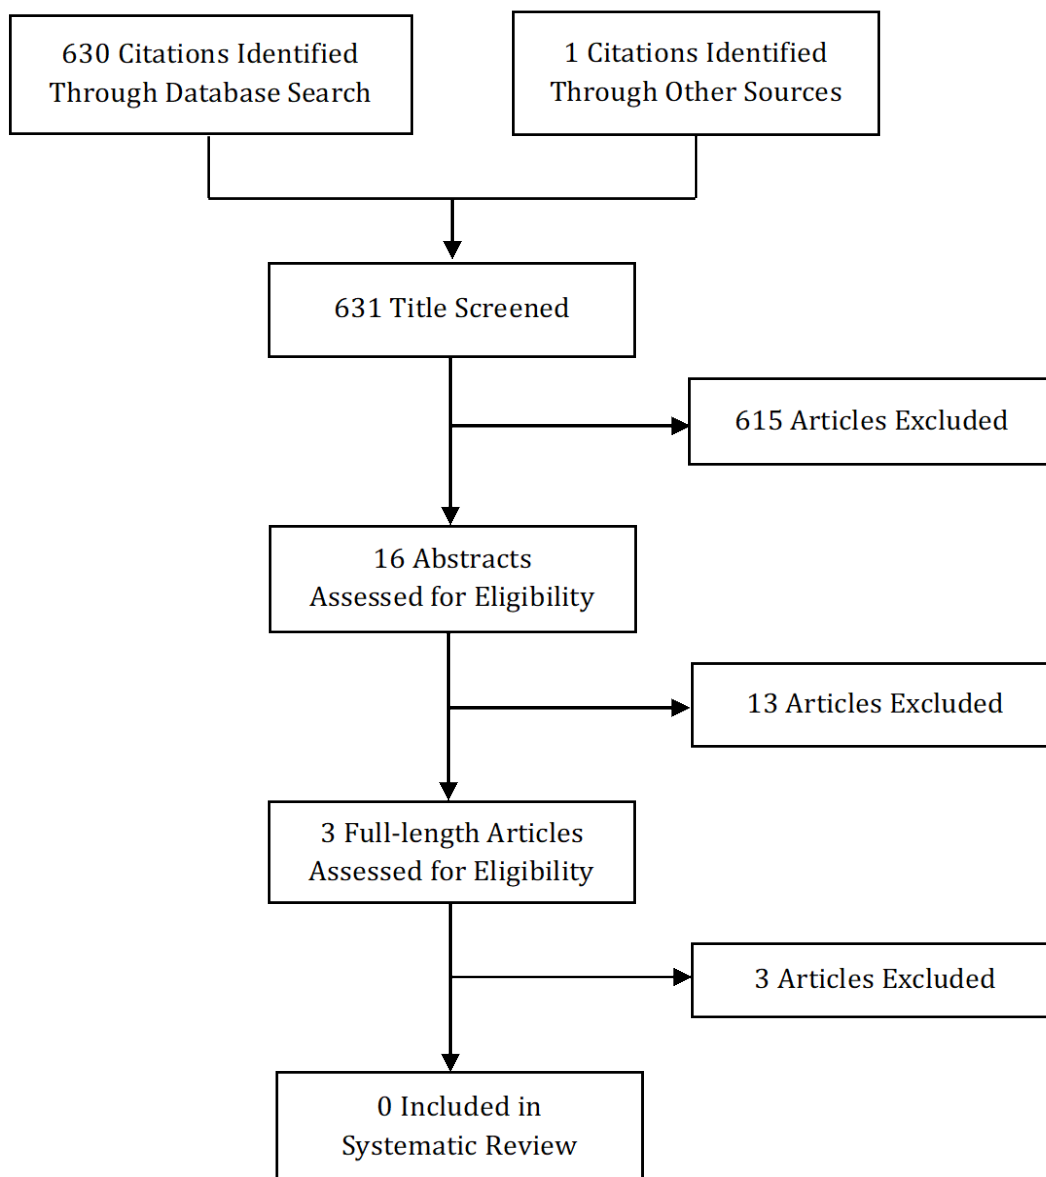 630 Citations Identified
Through Database Search
1 Citations Identified
Through Other Sources
631 Title Screened
615 Articles Excluded
16 Abstracts
Assessed for Eligibility
13 Articles Excluded
3 Full-length Articles
Assessed for Eligibility
3 Articles Excluded
0 Included in
Systematic Review